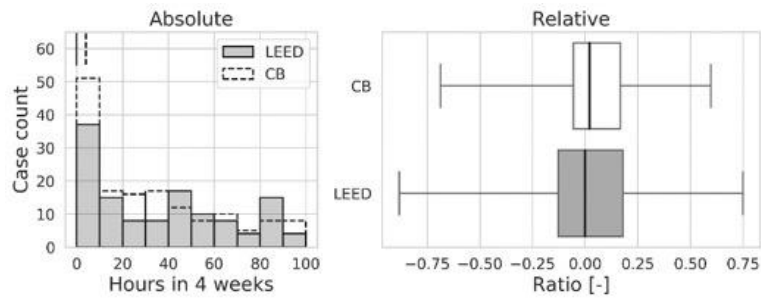 Absolute
Relative
60
50
40
30
20
10
0
Case count
LEED
CB
0 20 40 60 80 100
Hours in 4 weeks
CB
LEED
−0.75 −0.50 −0.25 0.00 0.25 0.50 0.75
Ratio [-]